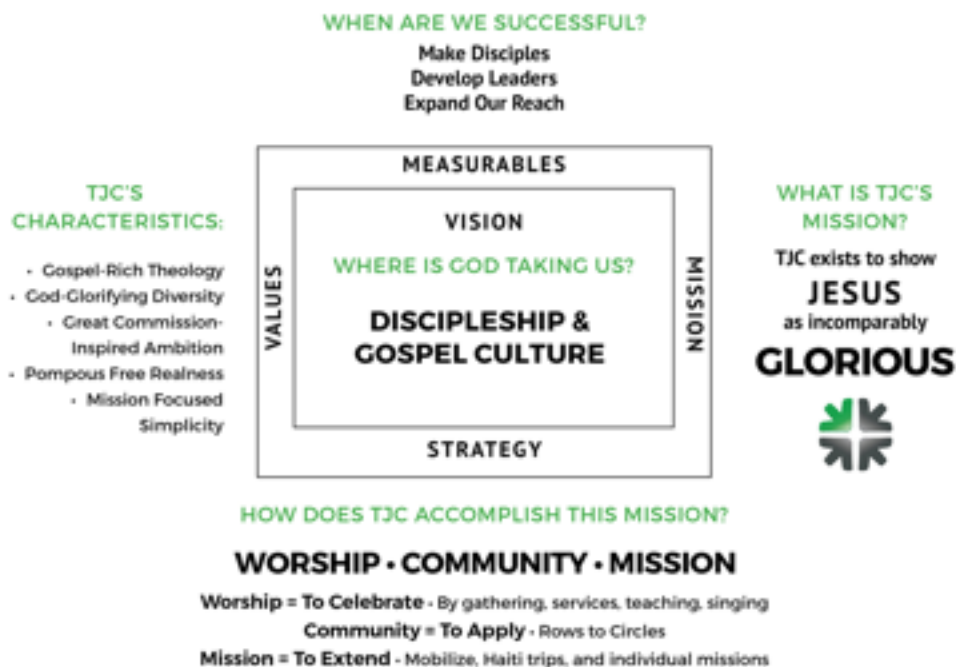 WHEN ARE WE SUCCESSFUL?
Make Disciples
Develop Leaders
Expand Our Reach
MEASURABLES
TJC'S
CHARACTERISTICS:
• Gospel-Rich Theology
• God-Glorifying Diversity
• Great Commission-
Inspired Ambition
• Pompous Free Realness
• Mission Focused
Simplicity
VALUES
VISION
WHERE IS GOD TAKING US?
DISCIPLESHIP &
GOSPEL CULTURE
MISSION
WHAT IS TJC'S
MISSION?
TJC exists to show
JESUS
as incomparably
GLORIOUS
STRATEGY
HOW DOES TJC ACCOMPLISH THIS MISSION?
WORSHIP • COMMUNITY • MISSION
Worship = To Celebrate - By gathering, services, teaching, singing
Community = To Apply - Rows to Circles
Mission = To Extend - Mobilize, Haiti trips, and individual missions